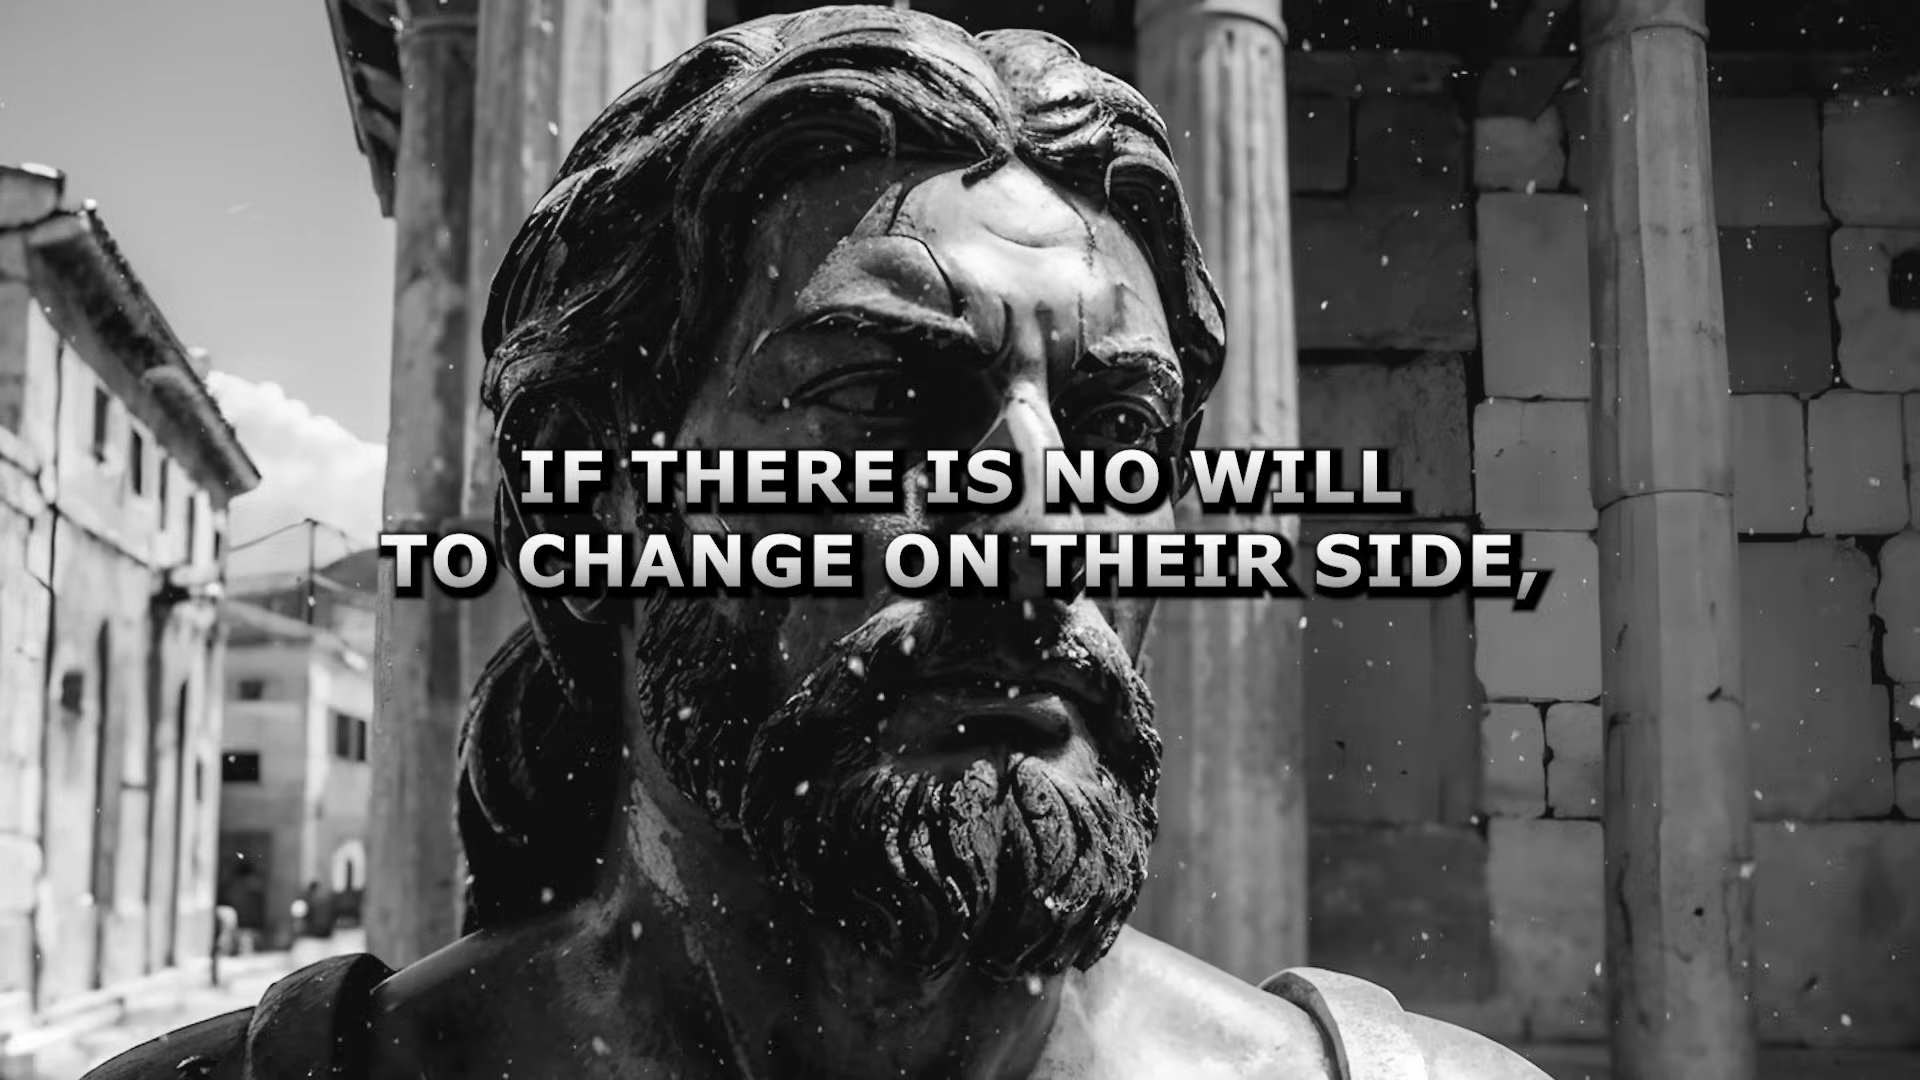 IF THERE IS NO WILL
TO CHANGE ON THEIR SIDE,